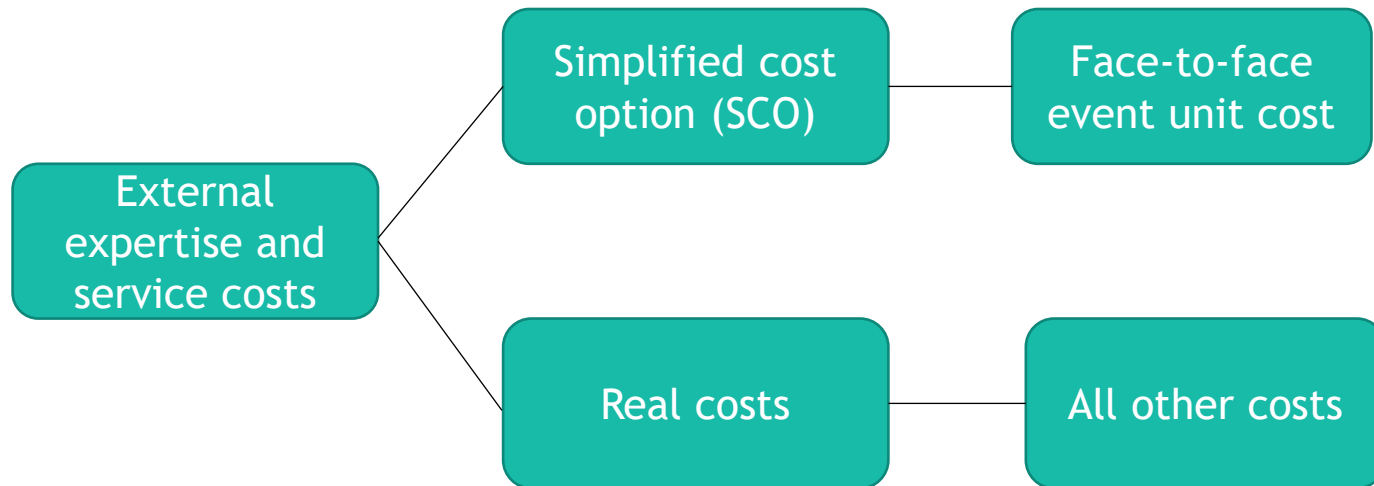 External
expertise and
service costs
Simplified cost
option (SCO)
Face-to-face
event unit cost
Real costs
All other costs